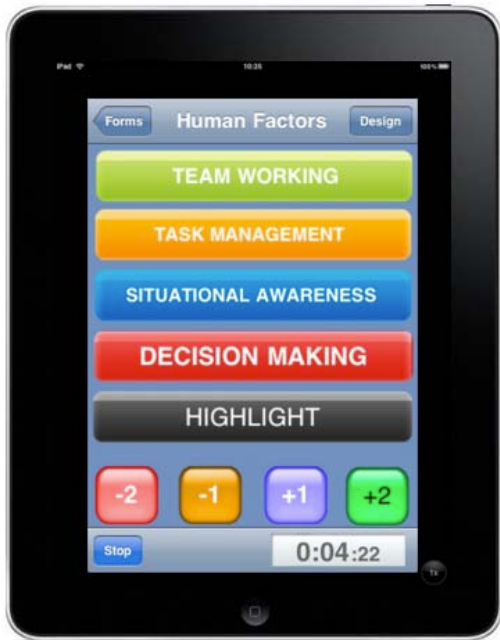 iPad 10:35 100%
Forms Human Factors Design
TEAM WORKING
TASK MANAGEMENT
SITUATIONAL AWARENESS
DECISION MAKING
HIGHLIGHT
-2 -1 +1 +2
Stop 0:04:22
1x